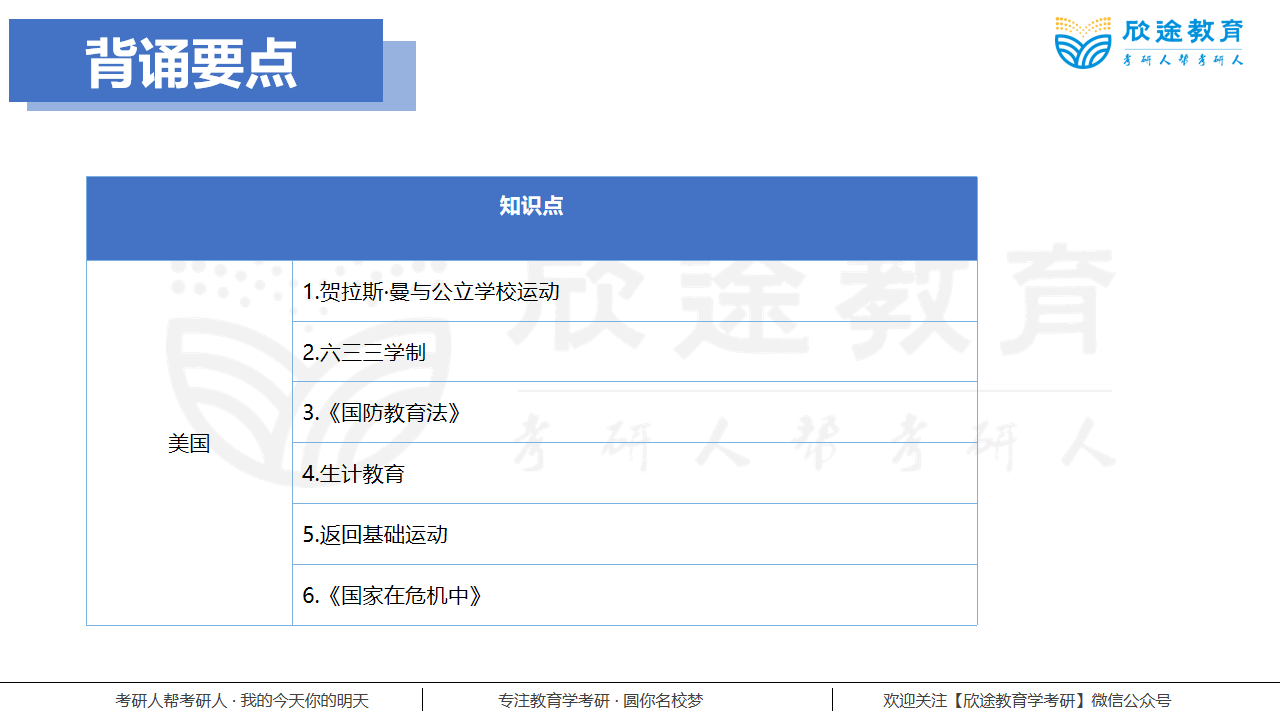 背诵要点
欣途教育
考研人帮考研人
知识点
美国
1.贺拉斯·曼与公立学校运动
2.六三三学制
3.《国防教育法》
4.生计教育
5.返回基础运动
6.《国家在危机中》
欣途教育
考研人帮考研人
考研人帮考研人 · 我的今天你的明天
专注教育学考研 · 圆你名校梦
欢迎关注【欣途教育学考研】微信公众号